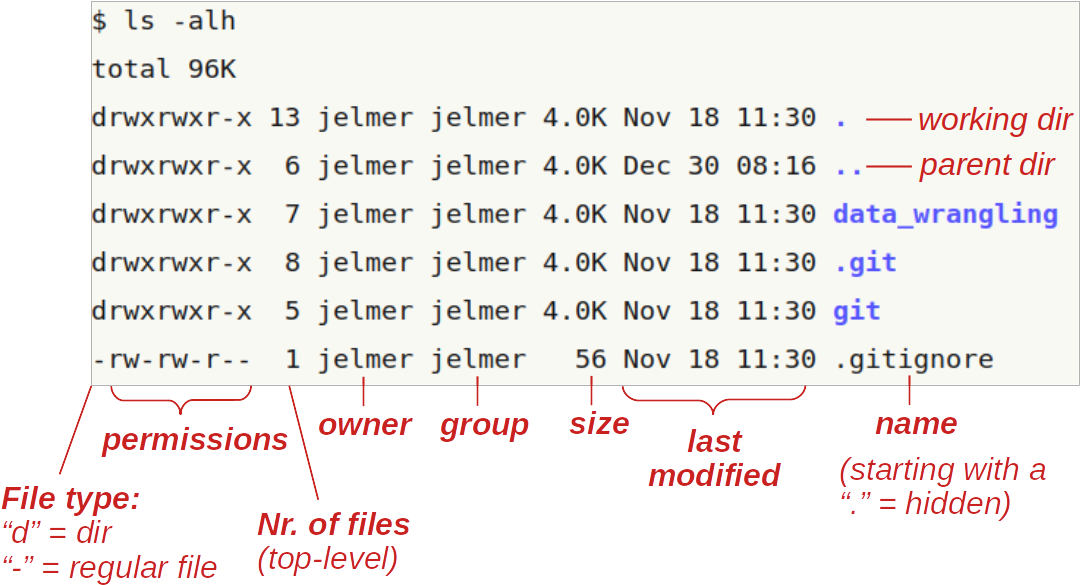 $ ls -alh
total 96K
drwxrwxr-x 13 jelmer jelmer 4.0K Nov 18 11:30 . working dir
drwxrwxr-x 6 jelmer jelmer 4.0K Dec 30 08:16 .. parent dir
drwxrwxr-x 7 jelmer jelmer 4.0K Nov 18 11:30 data_wrangling
drwxrwxr-x 8 jelmer jelmer 4.0K Nov 18 11:30 .git
drwxrwxr-x 5 jelmer jelmer 4.0K Nov 18 11:30 git
-rw-rw-r-- 1 jelmer jelmer 56 Nov 18 11:30 .gitignore
permissions
owner
group
size
last
modified
name
(starting with a
“.” = hidden)
File type:
“d” = dir
“-” = regular file
Nr. of files
(top-level)